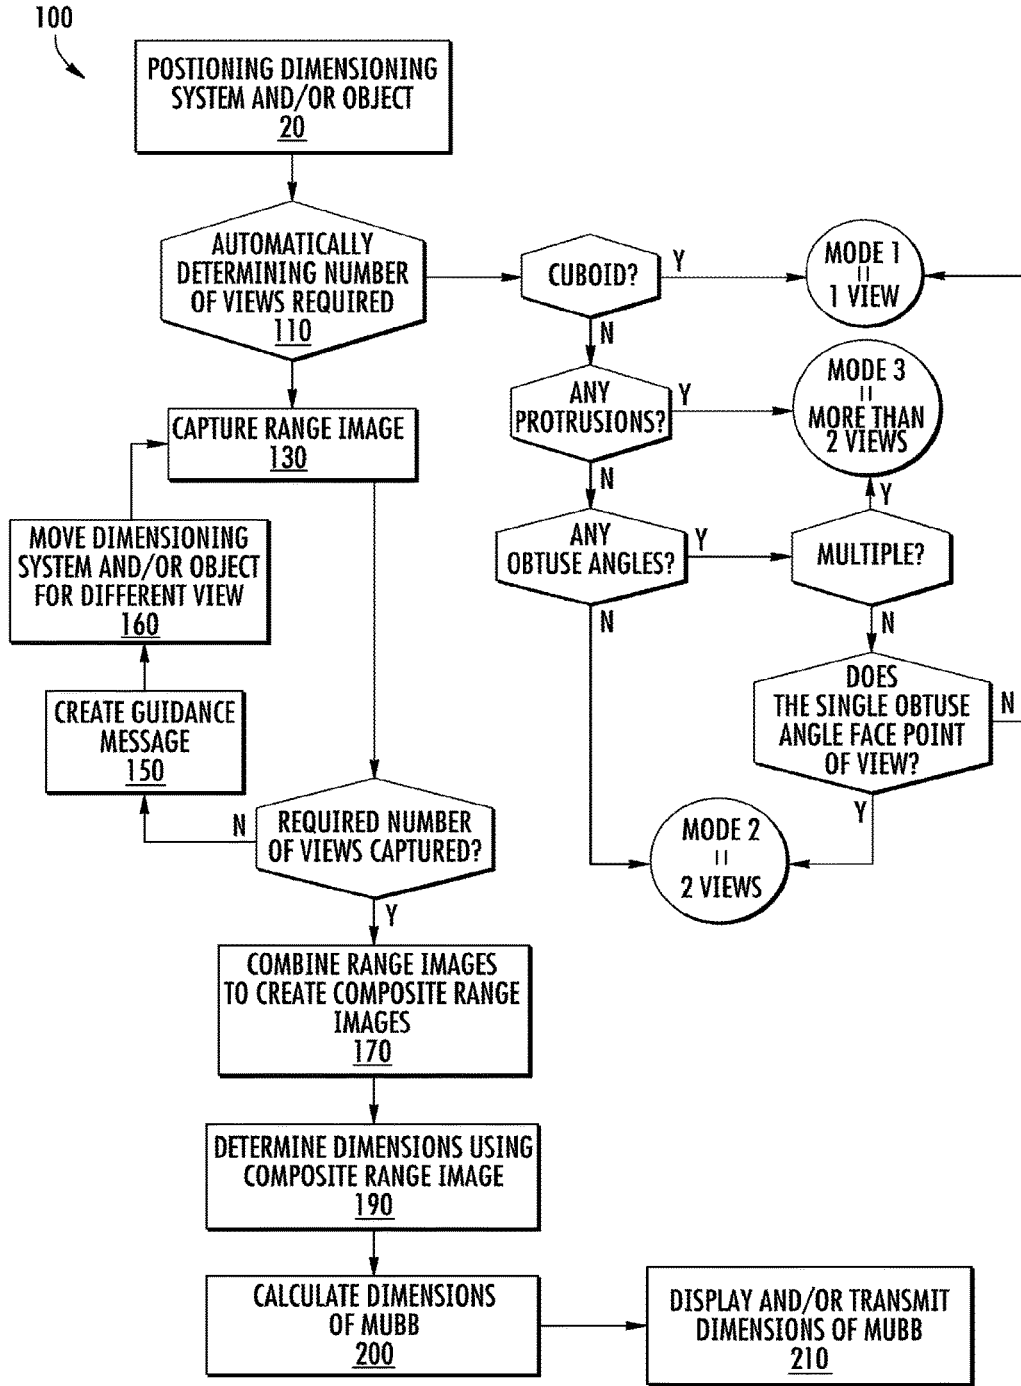 100
POSTIONING DIMENSIONING
SYSTEM AND/OR OBJECT
20
AUTOMATICALLY
DETERMINING NUMBER
OF VIEWS REQUIRED
110
CUBOID?
Y
MODE 1
=
1 VIEW
N
ANY
PROTRUSIONS?
Y
MODE 3
=
MORE THAN
2 VIEWS
CAPTURE RANGE IMAGE
130
N
Y
MOVE DIMENSIONING
SYSTEM AND/OR OBJECT
FOR DIFFERENT VIEW
160
ANY
OBTUSE ANGLES?
Y
MULTIPLE?
N
N
DOES
THE SINGLE OBTUSE
ANGLE FACE POINT
OF VIEW?
N
Y
CREATE GUIDANCE
MESSAGE
150
N
REQUIRED NUMBER
OF VIEWS CAPTURED?
MODE 2
=
2 VIEWS
Y
COMBINE RANGE IMAGES
TO CREATE COMPOSITE RANGE
IMAGES
170
DETERMINE DIMENSIONS USING
COMPOSITE RANGE IMAGE
190
CALCULATE DIMENSIONS
OF MUBB
200
DISPLAY AND/OR TRANSMIT
DIMENSIONS OF MUBB
210